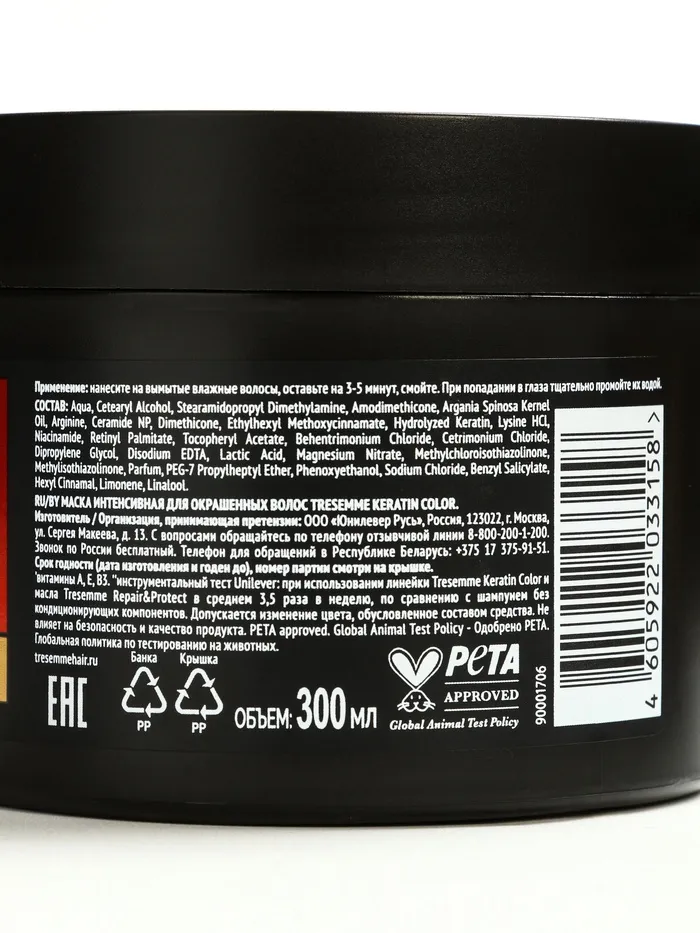 Применение: нанесите на вымытые влажные волосы, оставьте на 3-5 минут, смойте. При попадании в глаза тщательно промойте их водой.
СОСТАВ: Aqua, Cetearyl Alcohol, Stearamidopropyl Dimethylamine, Amodimethicone, Argania Spinosa Kernel
Oil, Arginine, Ceramide NP, Dimethicone, Ethylhexyl Methoxycinnamate, Hydrolyzed Keratin, Lysine HCl,
Niacinamide, Retinyl Palmitate, Tocopheryl Acetate, Behentrimonium Chloride, Cetrimonium Chloride,
Dipropylene Glycol, Disodium EDTA, Lactic Acid, Magnesium Nitrate, Methylchloroisothiazolinone,
Methylisothiazolinone, Parfum, PEG-7 Propylheptyl Ether, Phenoxyethanol, Sodium Chloride, Benzyl Salicylate,
Hexyl Cinnamal, Limonene, Linalool.
RU/BY МАСКА ИНТЕНСИВНАЯ ДЛЯ ОКРАШЕННЫХ ВОЛОС TRESEMME KERATIN COLOR.
Изготовитель / Организация, принимающая претензии: ООО «Юнилевер Русь», Россия, 123022, г. Москва,
ул. Сергея Макеева, д. 13. С вопросами обращайтесь по телефону отзывчивой линии 8-800-200-1-200.
Звонок по России бесплатный. Телефон для обращений в Республике Беларусь: +375 17 375-91-51.
Срок годности (дата изготовления и годен до), номер партии смотри на крышке.
*витамины А, Е, В3. **инструментальный тест Unilever: при использовании линейки Tresemme Keratin Color и
масла Tresemme Repair&Protect в среднем 3,5 раза в неделю, по сравнению с шампунем без
кондиционирующих компонентов. Допускается изменение цвета, обусловленное составом средства. Не
влияет на безопасность и качество продукта. PETA approved. Global Animal Test Policy - Одобрено PETA.
Глобальная политика по тестированию на животных.
tresemmehair.ru
Банка
Крышка
PP
PP
EAC
ОБЪЕМ: 300 МЛ
PETA
APPROVED
Global Animal Test Policy
90001706
4 605922 033158 >